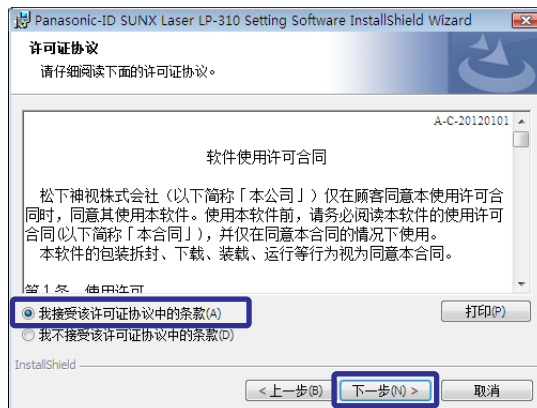 Panasonic-ID SUNX Laser LP-310 Setting Software InstallShield Wizard
许可证协议
请仔细阅读下面的许可证协议。
A-C-20120101
软件使用许可合同
松下神视株式会社（以下简称「本公司」）仅在顾客同意本使用许可合
同时，同意其使用本软件。使用本软件前，请务必阅读本软件的使用许可
合同(以下简称「本合同」)，并仅在同意本合同的情况下使用。
本软件的包装拆封、下载、装载、运行等行为视为同意本合同。
第1条 使用许可
我接受该许可证协议中的条款(A)
打印(P)
我不接受该许可证协议中的条款(D)
InstallShield
<上一步(B)
下一步(N) >
取消